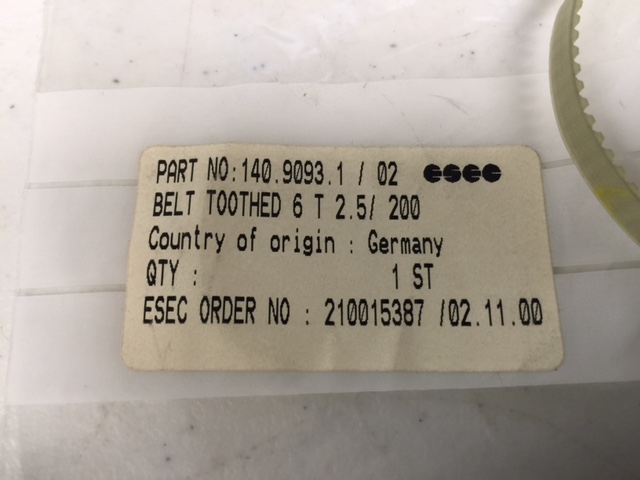 PART NO:140.9093.1 / 02 esec
BELT TOOTHED 6 T 2.5/ 200
Country of origin : Germany
QTY : 1 ST
ESEC ORDER NO : 210015387 /02.11.00